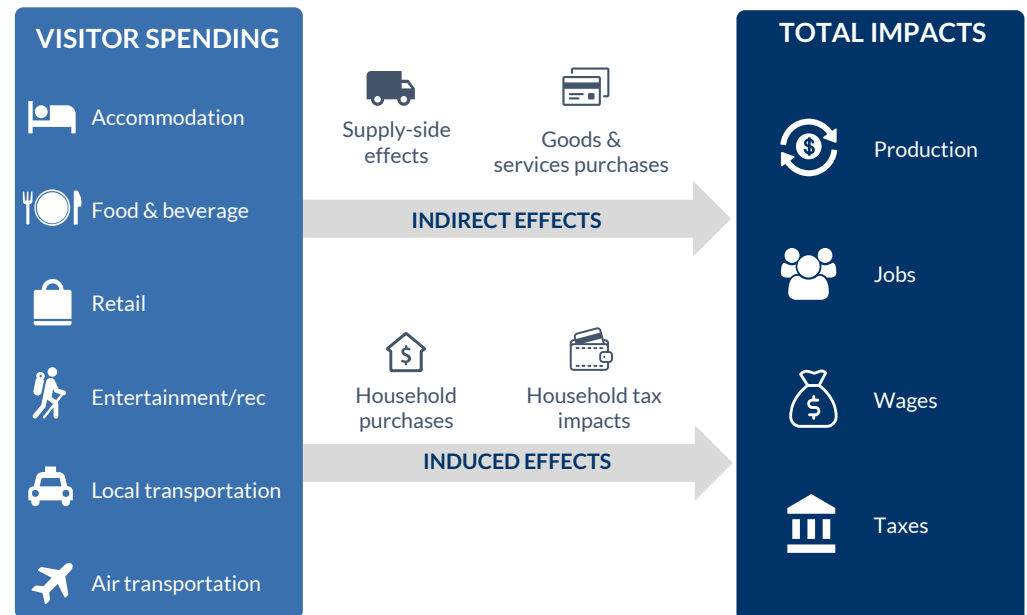 VISITOR SPENDING
Accommodation
Food & beverage
Retail
Entertainment/rec
Local transportation
Air transportation
Supply-side
effects
Goods &
services purchases
INDIRECT EFFECTS
Household
purchases
Household tax
impacts
INDUCED EFFECTS
TOTAL IMPACTS
Production
Jobs
Wages
Taxes